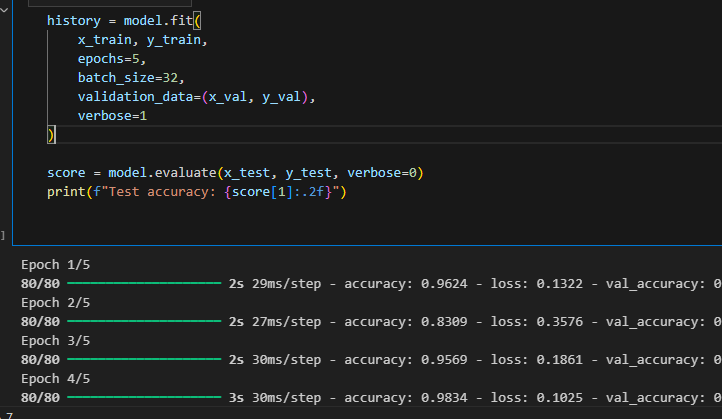 history = model.fit(
    x_train, y_train,
    epochs=5,
    batch_size=32,
    validation_data=(x_val, y_val),
    verbose=1
)
score = model.evaluate(x_test, y_test, verbose=0)
print(f"Test accuracy: {score[1]:.2f}")
]
Epoch 1/5
80/80 ━━━━━━━━━━━━━━━━━━━━ 2s 29ms/step - accuracy: 0.9624 - loss: 0.1322 - val_accuracy: 0
Epoch 2/5
80/80 ━━━━━━━━━━━━━━━━━━━━ 2s 27ms/step - accuracy: 0.8309 - loss: 0.3576 - val_accuracy: 0
Epoch 3/5
80/80 ━━━━━━━━━━━━━━━━━━━━ 2s 30ms/step - accuracy: 0.9569 - loss: 0.1861 - val_accuracy: 0
Epoch 4/5
80/80 ━━━━━━━━━━━━━━━━━━━━ 3s 30ms/step - accuracy: 0.9834 - loss: 0.1025 - val_accuracy: 0
7